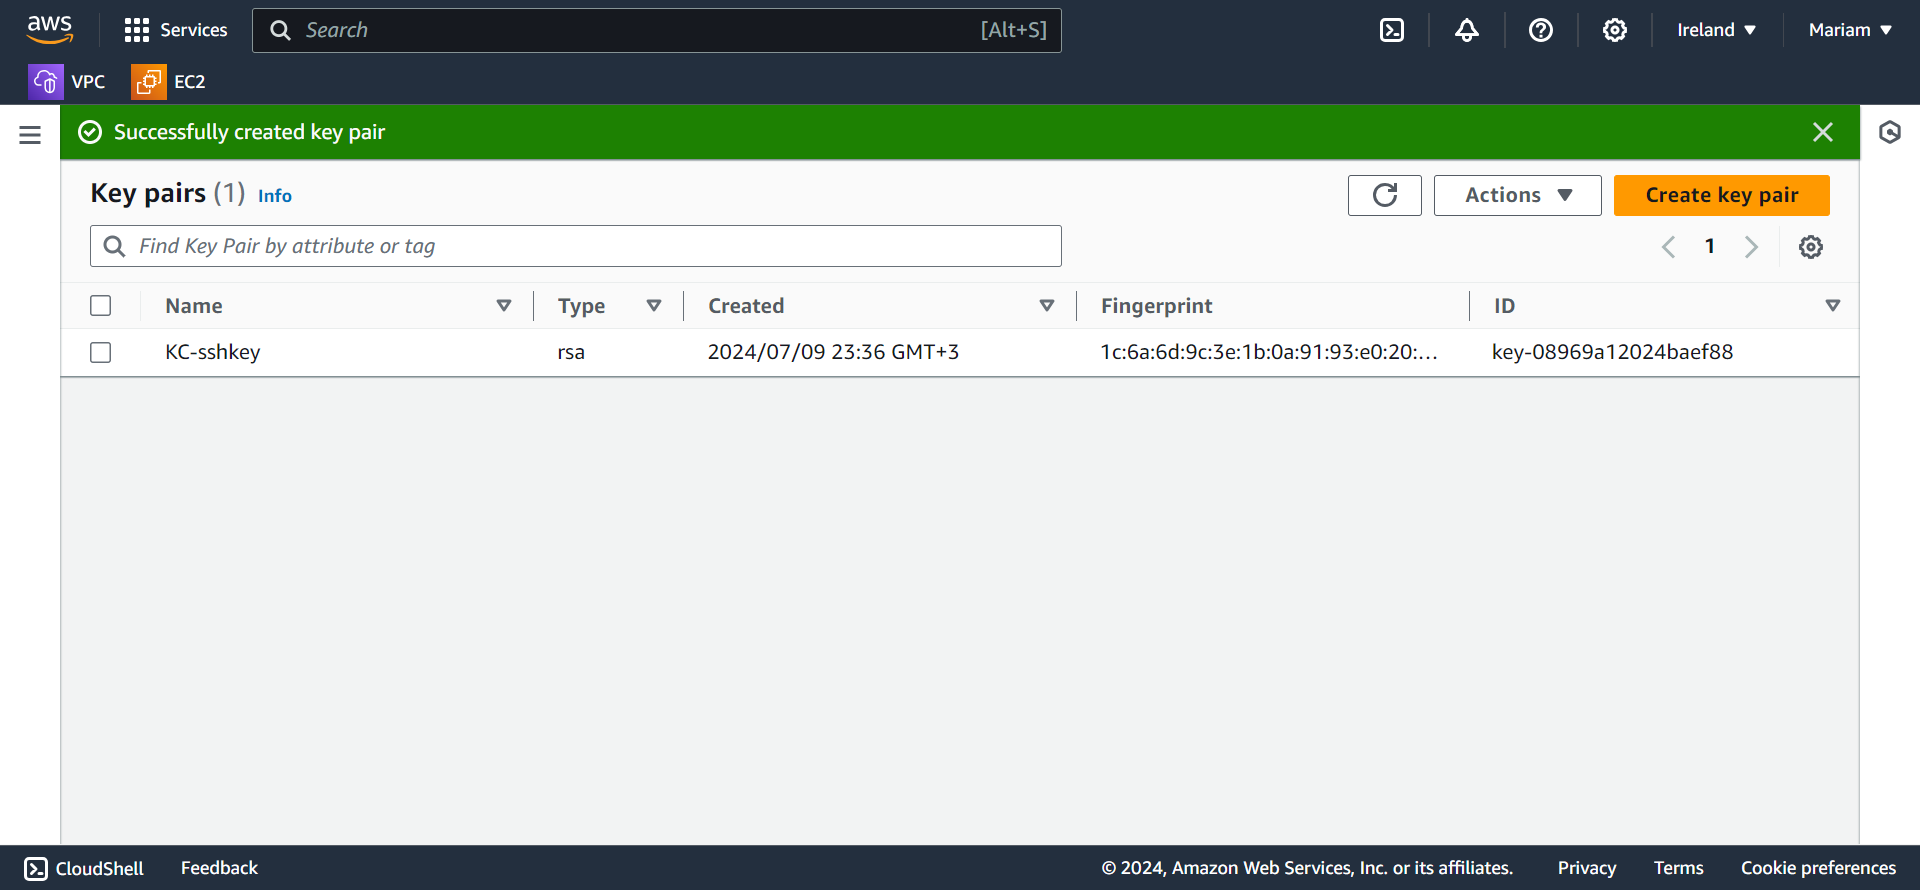 aws Services Search [Alt+S] Ireland Mariam
VPC EC2
Successfully created key pair
Key pairs (1) Info Actions Create key pair
Find Key Pair by attribute or tag 1
Name Type Created Fingerprint ID
KC-sshkey rsa 2024/07/09 23:36 GMT+3 1c:6a:6d:9c:3e:1b:0a:91:93:e0:20:... key-08969a12024baef88
CloudShell Feedback © 2024, Amazon Web Services, Inc. or its affiliates. Privacy Terms Cookie preferences